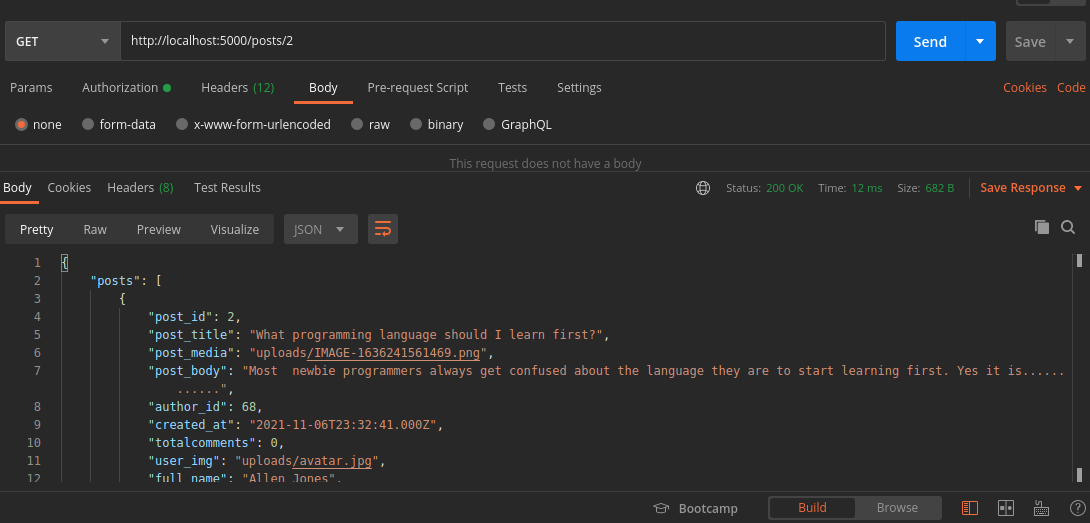 GET http://localhost:5000/posts/2 Send Save
Params Authorization Headers (12) Body Pre-request Script Tests Settings Cookies Code
none form-data x-www-form-urlencoded raw binary GraphQL
This request does not have a body
Body Cookies Headers (8) Test Results Status: 200 OK Time: 12 ms Size: 682 B Save Response
Pretty Raw Preview Visualize JSON
1 {
2 "posts": [
3 {
4 "post_id": 2,
5 "post_title": "What programming language should I learn first?",
6 "post_media": "uploads/IMAGE-1636241561469.png",
7 "post_body": "Most  newbie programmers always get confused about the language they are to start learning first. Yes it is......
......",
8 "author_id": 68,
9 "created_at": "2021-11-06T23:32:41.000Z",
10 "totalcomments": 0,
11 "user_img": "uploads/avatar.jpg",
12 "full_name": "Allen Jones",
Bootcamp Build Browse